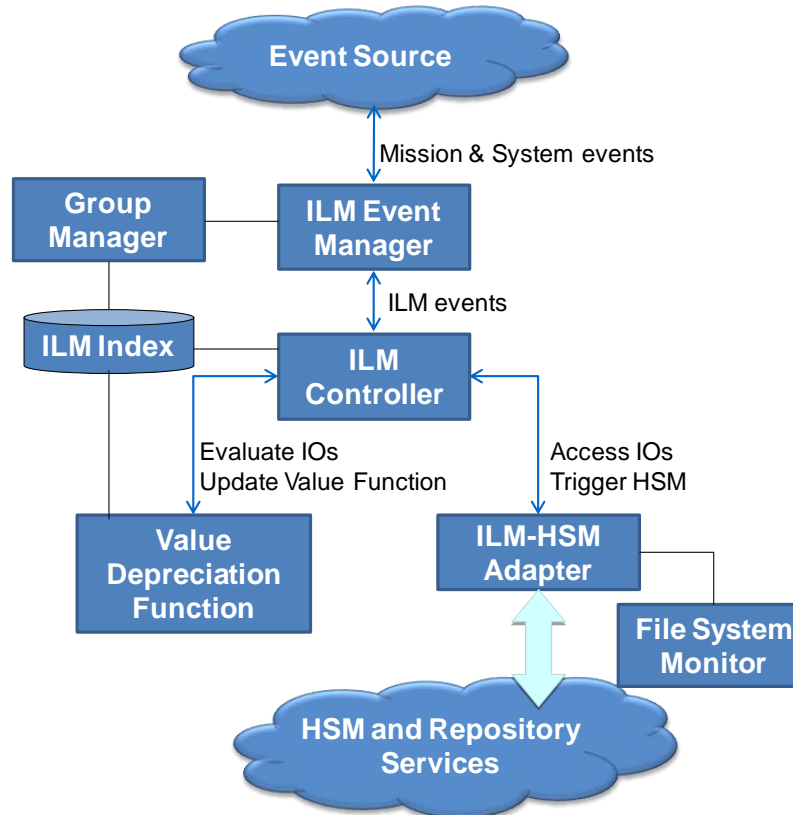 Event Source
Mission & System events
Group
Manager
ILM Event
Manager
ILM events
ILM Index
ILM
Controller
Evaluate IOs
Update Value Function
Access IOs
Trigger HSM
Value
Depreciation
Function
ILM-HSM
Adapter
File System
Monitor
HSM and Repository
Services